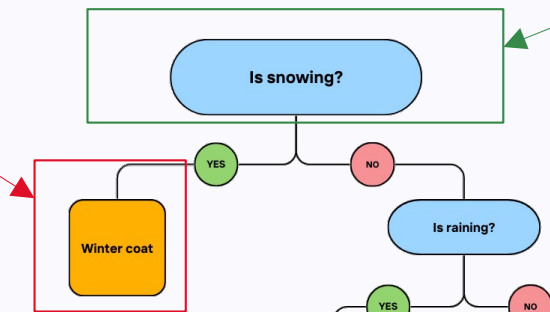 Is snowing?
YES
NO
Winter coat
Is raining?
YES
NO